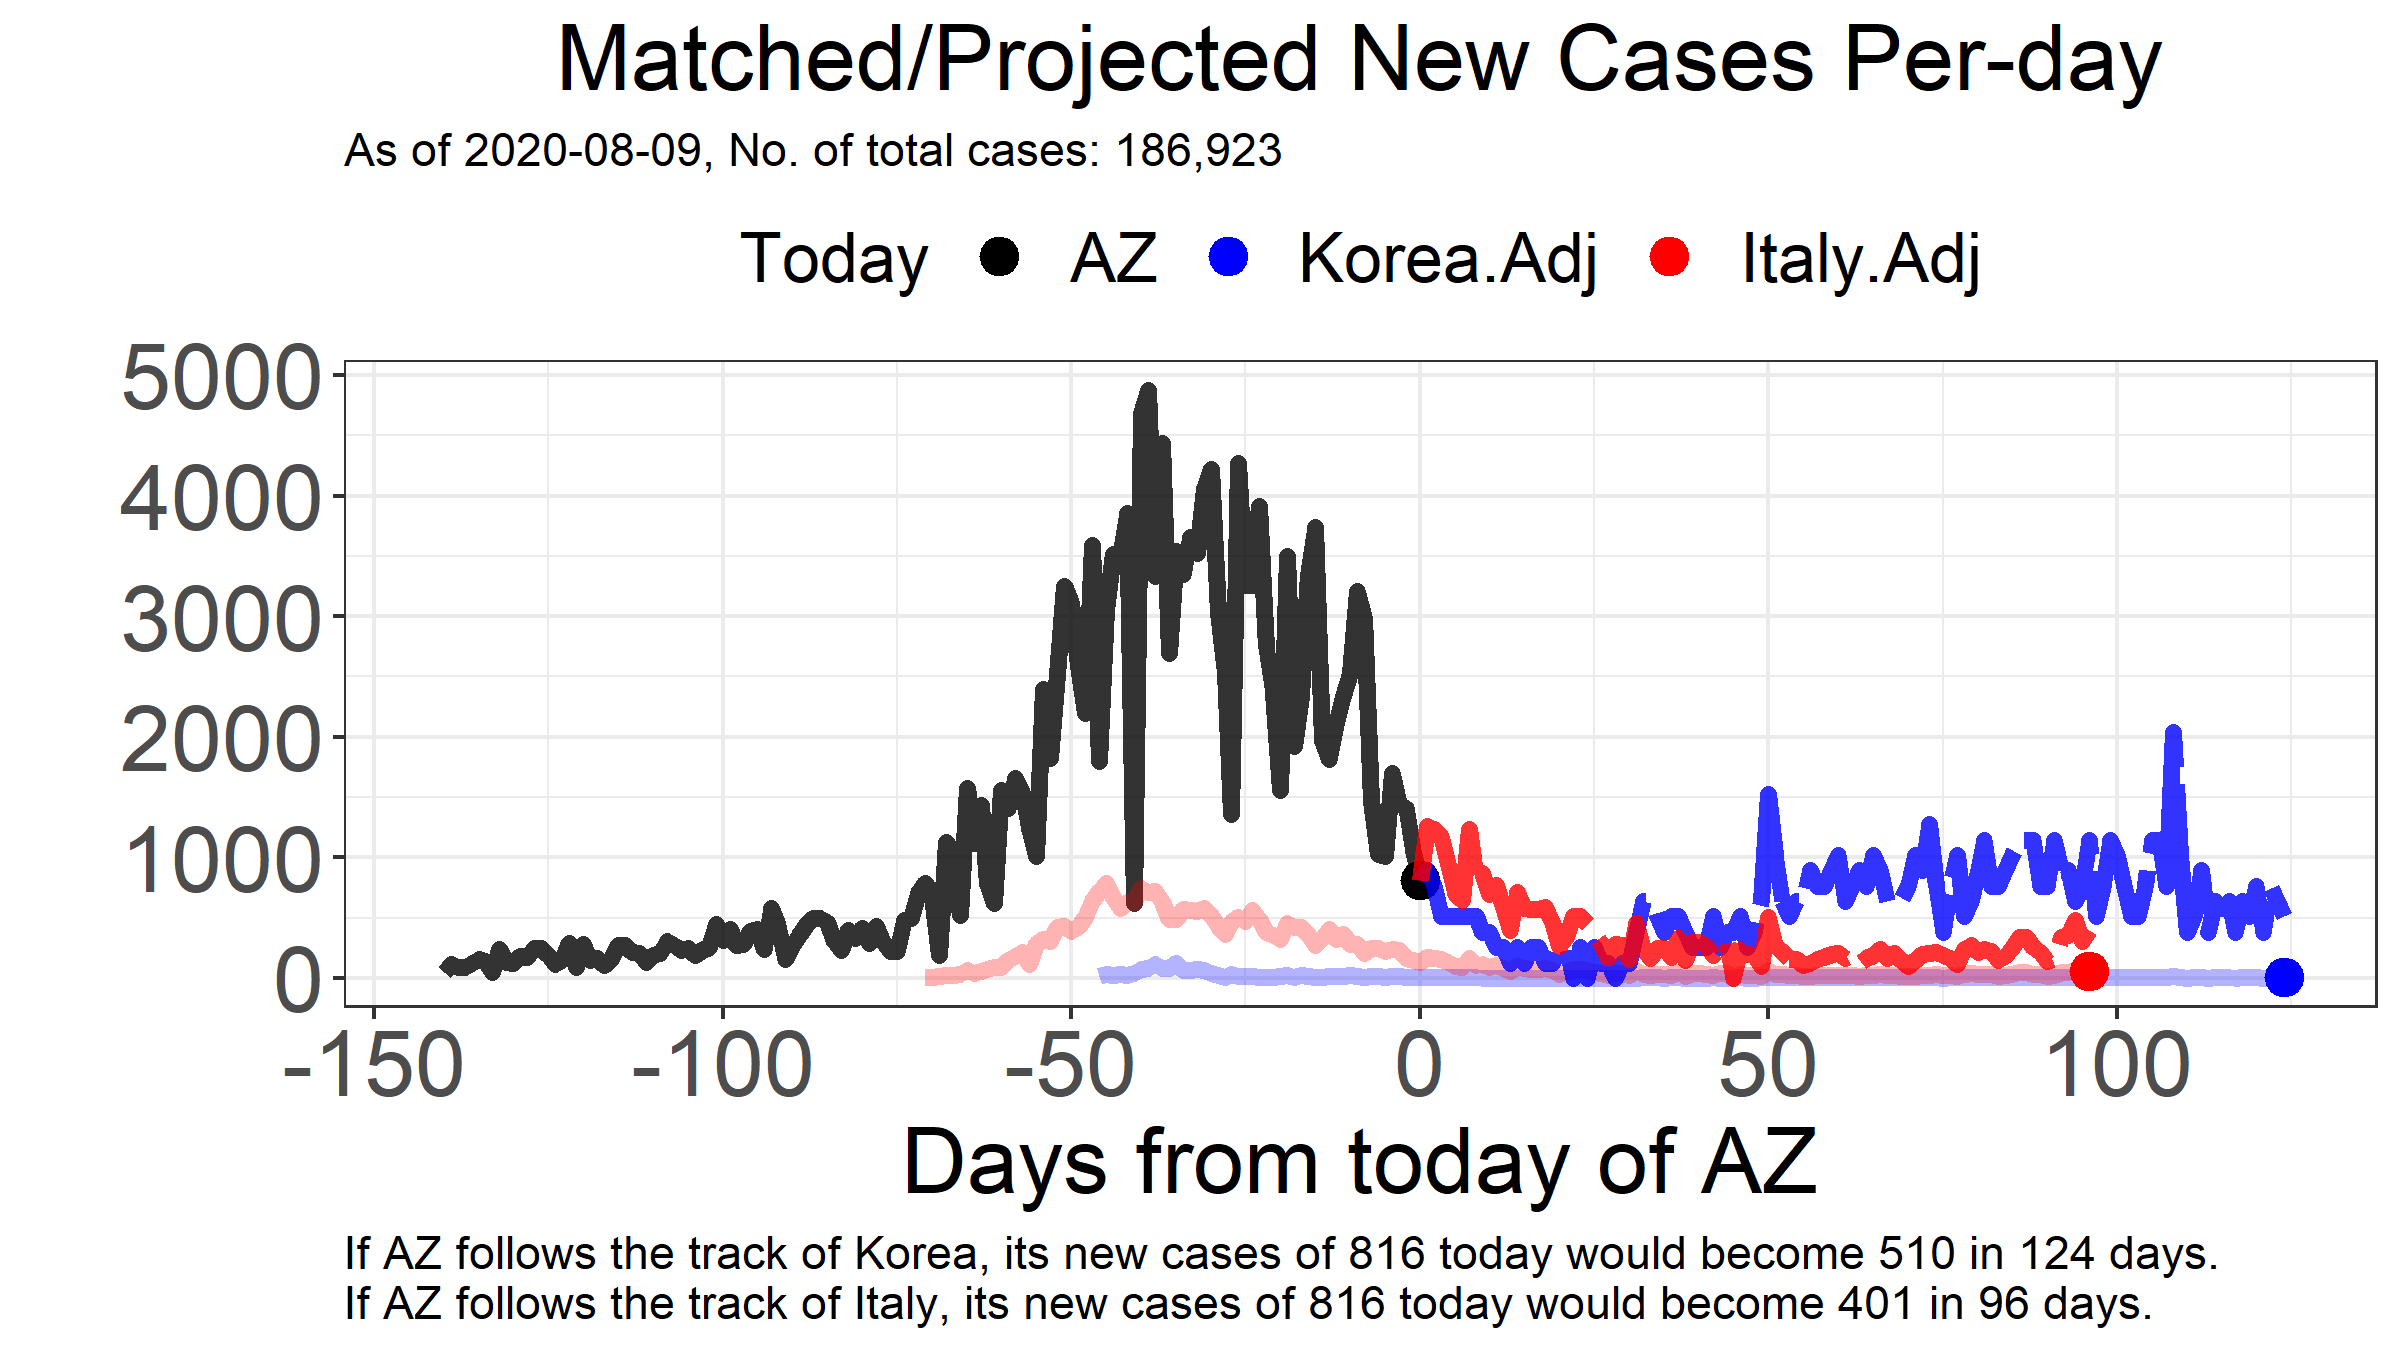 Matched/Projected New Cases Per-day
As of 2020-08-09, No. of total cases: 186,923
Today AZ Korea.Adj Italy.Adj
5000
4000
3000
2000
1000
0
-150 -100 -50 0 50 100
Days from today of AZ
If AZ follows the track of Korea, its new cases of 816 today would become 510 in 124 days.
If AZ follows the track of Italy, its new cases of 816 today would become 401 in 96 days.